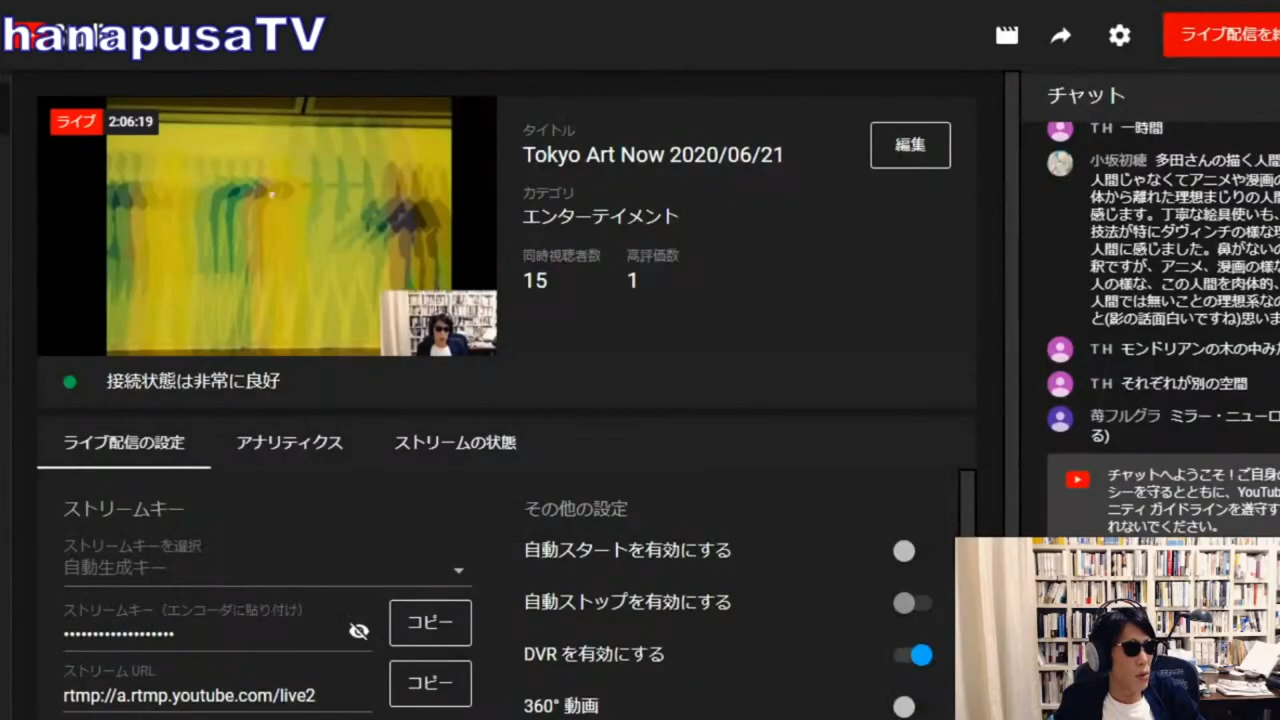 hanapusaTV
ライブ配信を終
ライブ 2:06:19
タイトル
Tokyo Art Now 2020/06/21
編集
カテゴリ
エンターテイメント
同時視聴者数 高評価数
15 1
接続状態は非常に良好
ライブ配信の設定 アナリティクス ストリームの状態
ストリームキー
ストリームキーを選択
自動生成キー
ストリームキー（エンコーダに貼り付け）
コピー
ストリーム URL
rtmp://a.rtmp.youtube.com/live2
コピー
その他の設定
自動スタートを有効にする
自動ストップを有効にする
DVR を有効にする
360° 動画
チャット
T H 一時間
小坂初穂 多田さんの描く人間
人間じゃなくてアニメや漫画の
体から離れた理想まじりの人間
感じます。丁寧な絵具使いも、
技法が特にダヴィンチの様な理
人間に感じました。鼻がないの
釈ですが、アニメ、漫画の様な
人の様な、この人間を肉体的、
人間では無いことの理想系なの
と(影の話面白いですね)思いま
T H モンドリアンの木の中み
T H それぞれが別の空間
苺フルグラ ミラー・ニューロ
る)
チャットへようこそ！ご自身の
シーを守るとともに、YouTub
ニティ ガイドラインを遵守す
れないでください。